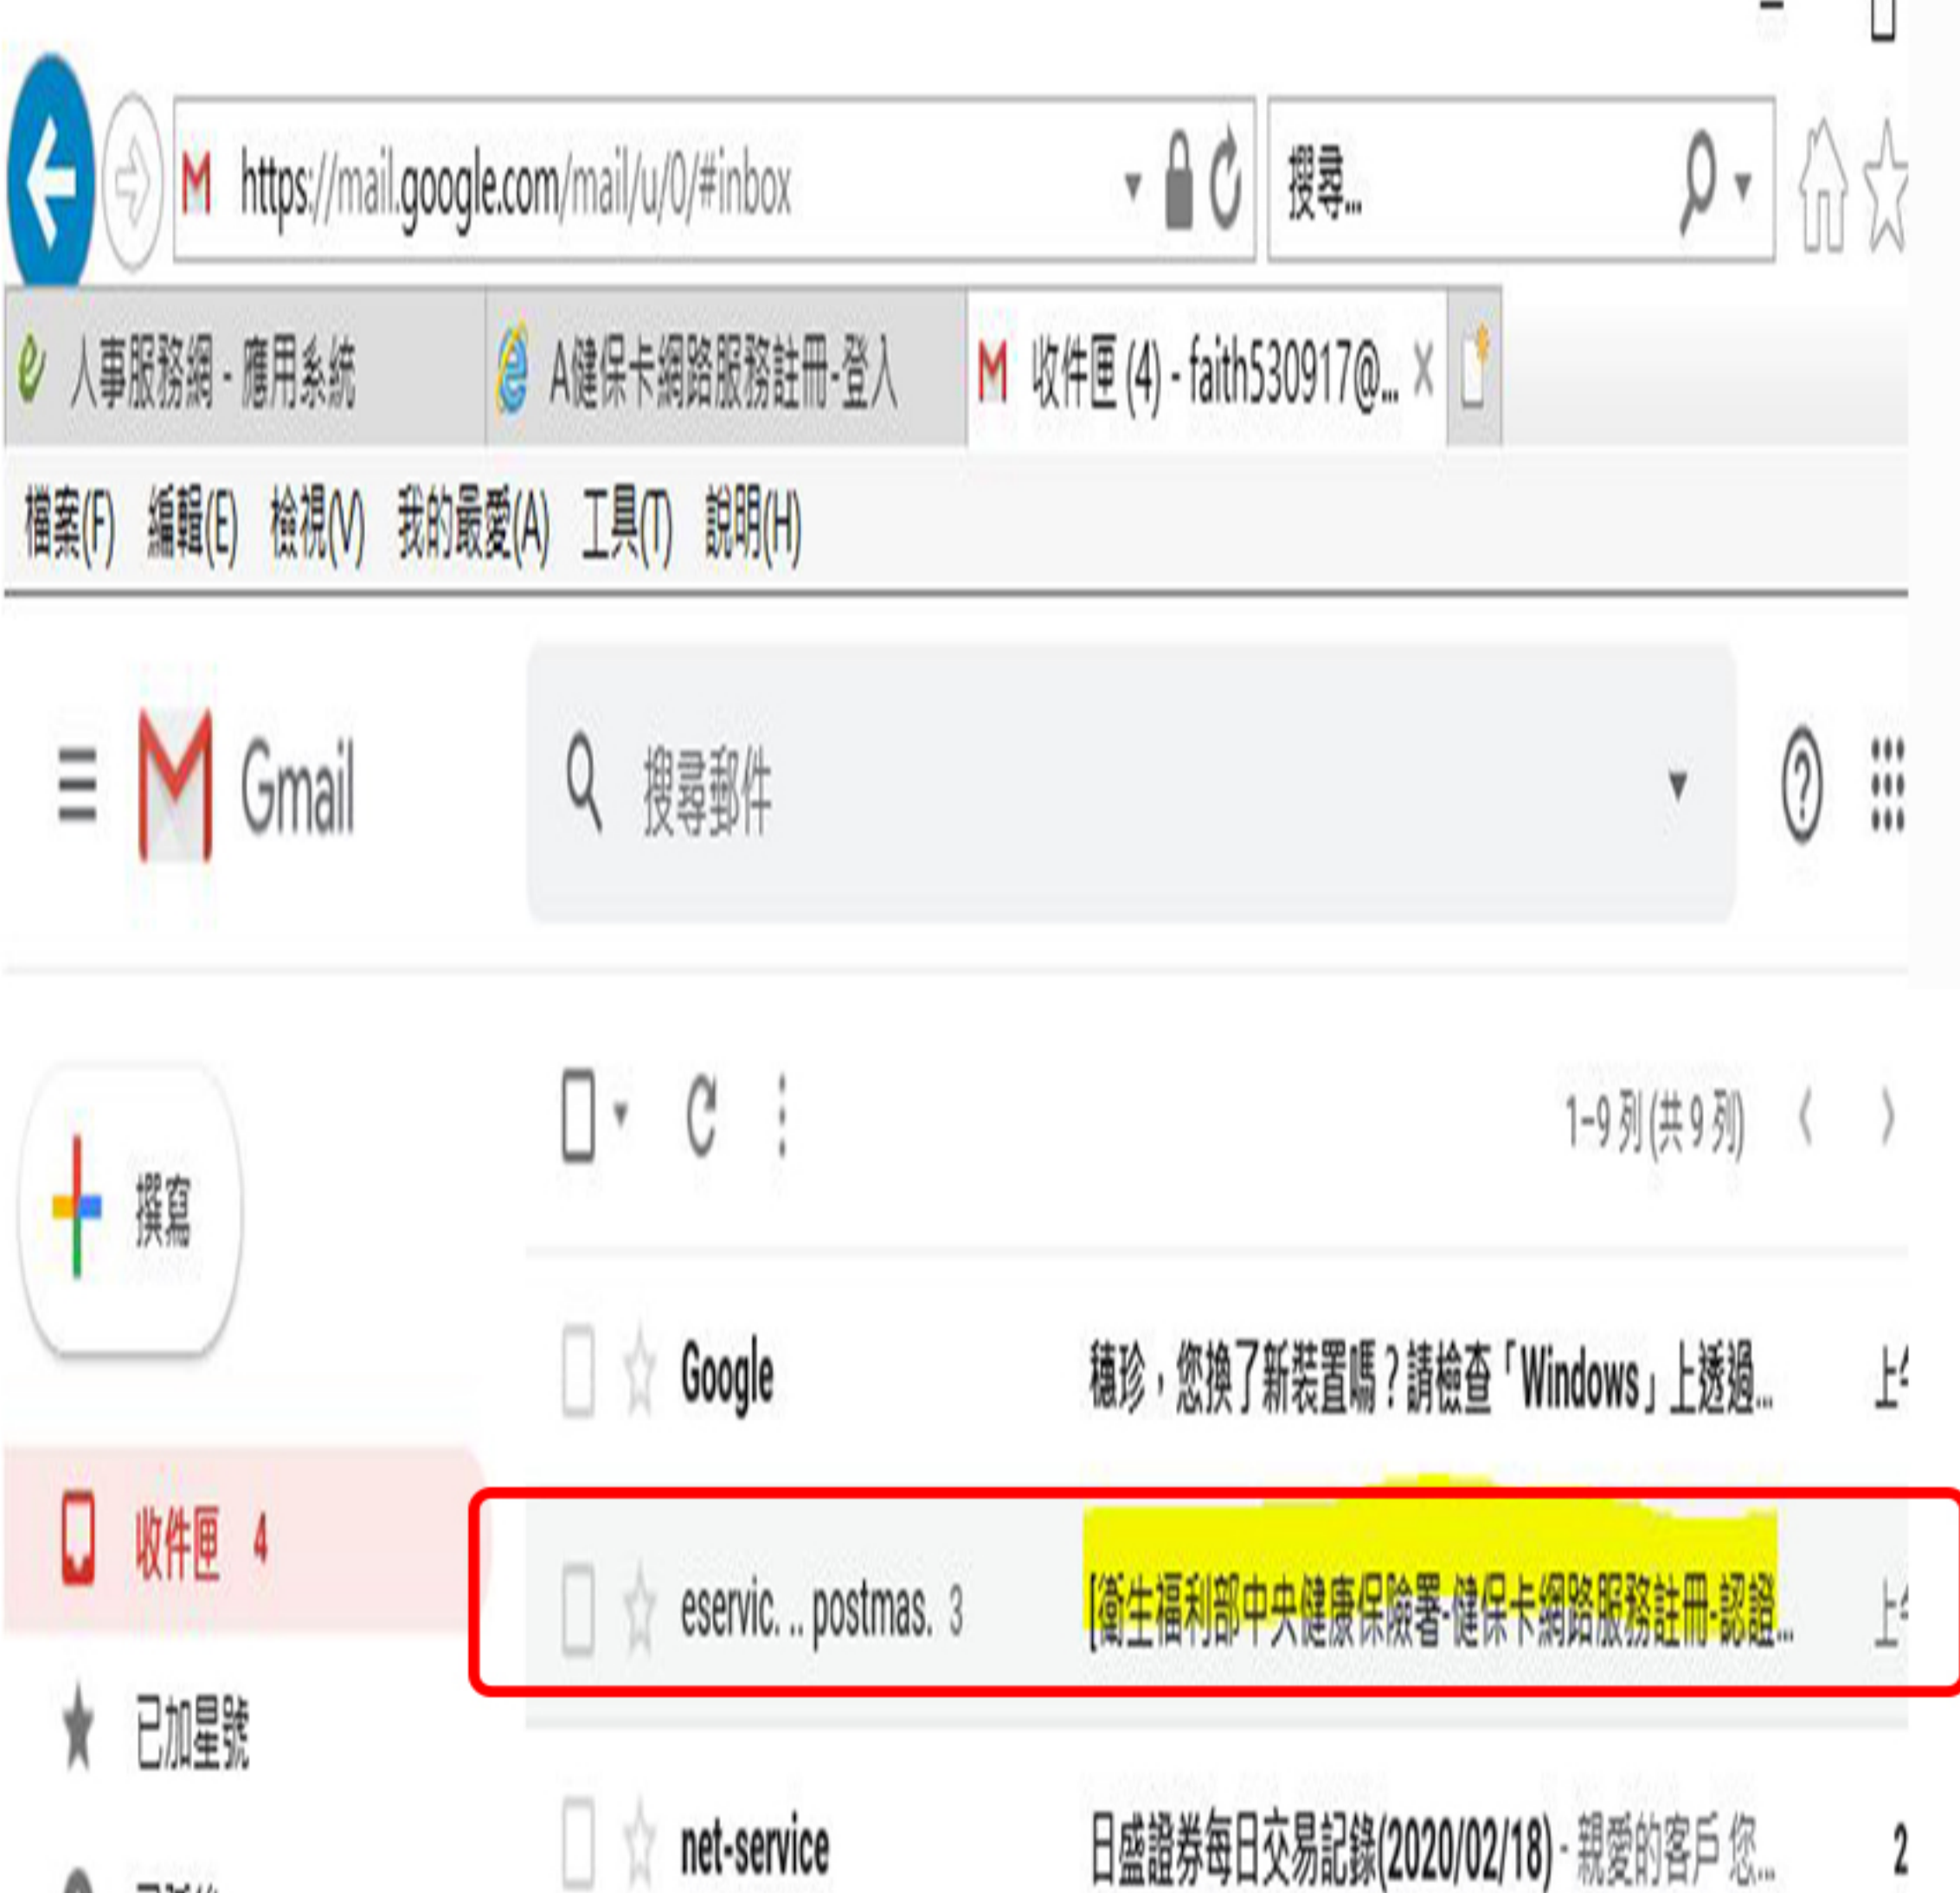 https://mail.google.com/mail/u/0/#inbox
搜尋...
人事服務網 - 應用系統
A健保卡網路服務註冊-登入
收件匣 (4) - faith530917@...
檔案(F) 編輯(E) 檢視(V) 我的最愛(A) 工具(T) 說明(H)
Gmail
搜尋郵件
1-9 列 (共 9 列)
撰寫
Google 穗珍，您換了新裝置嗎？請檢查「Windows」上透過...
收件匣 4
eservic. .. postmas. 3 [衛生福利部中央健康保險署-健保卡網路服務註冊-認證...
已加星號
net-service 日盛證券每日交易記錄(2020/02/18) - 親愛的客戶 您...